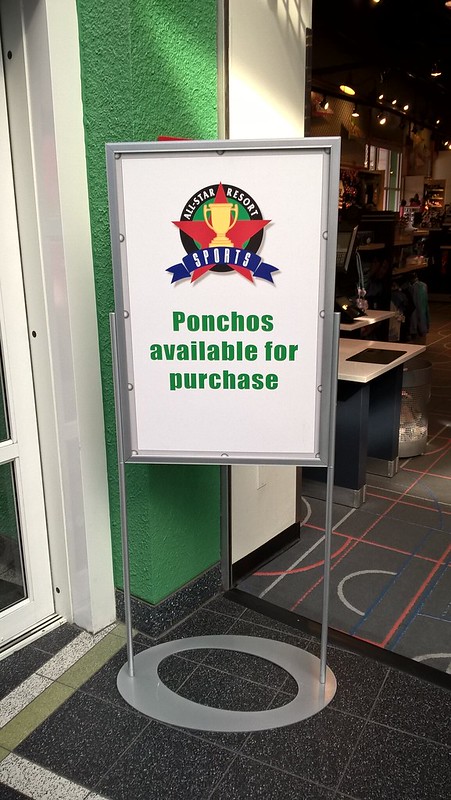 ALL-STAR RESORT
SPORTS
Ponchos
available for
purchase